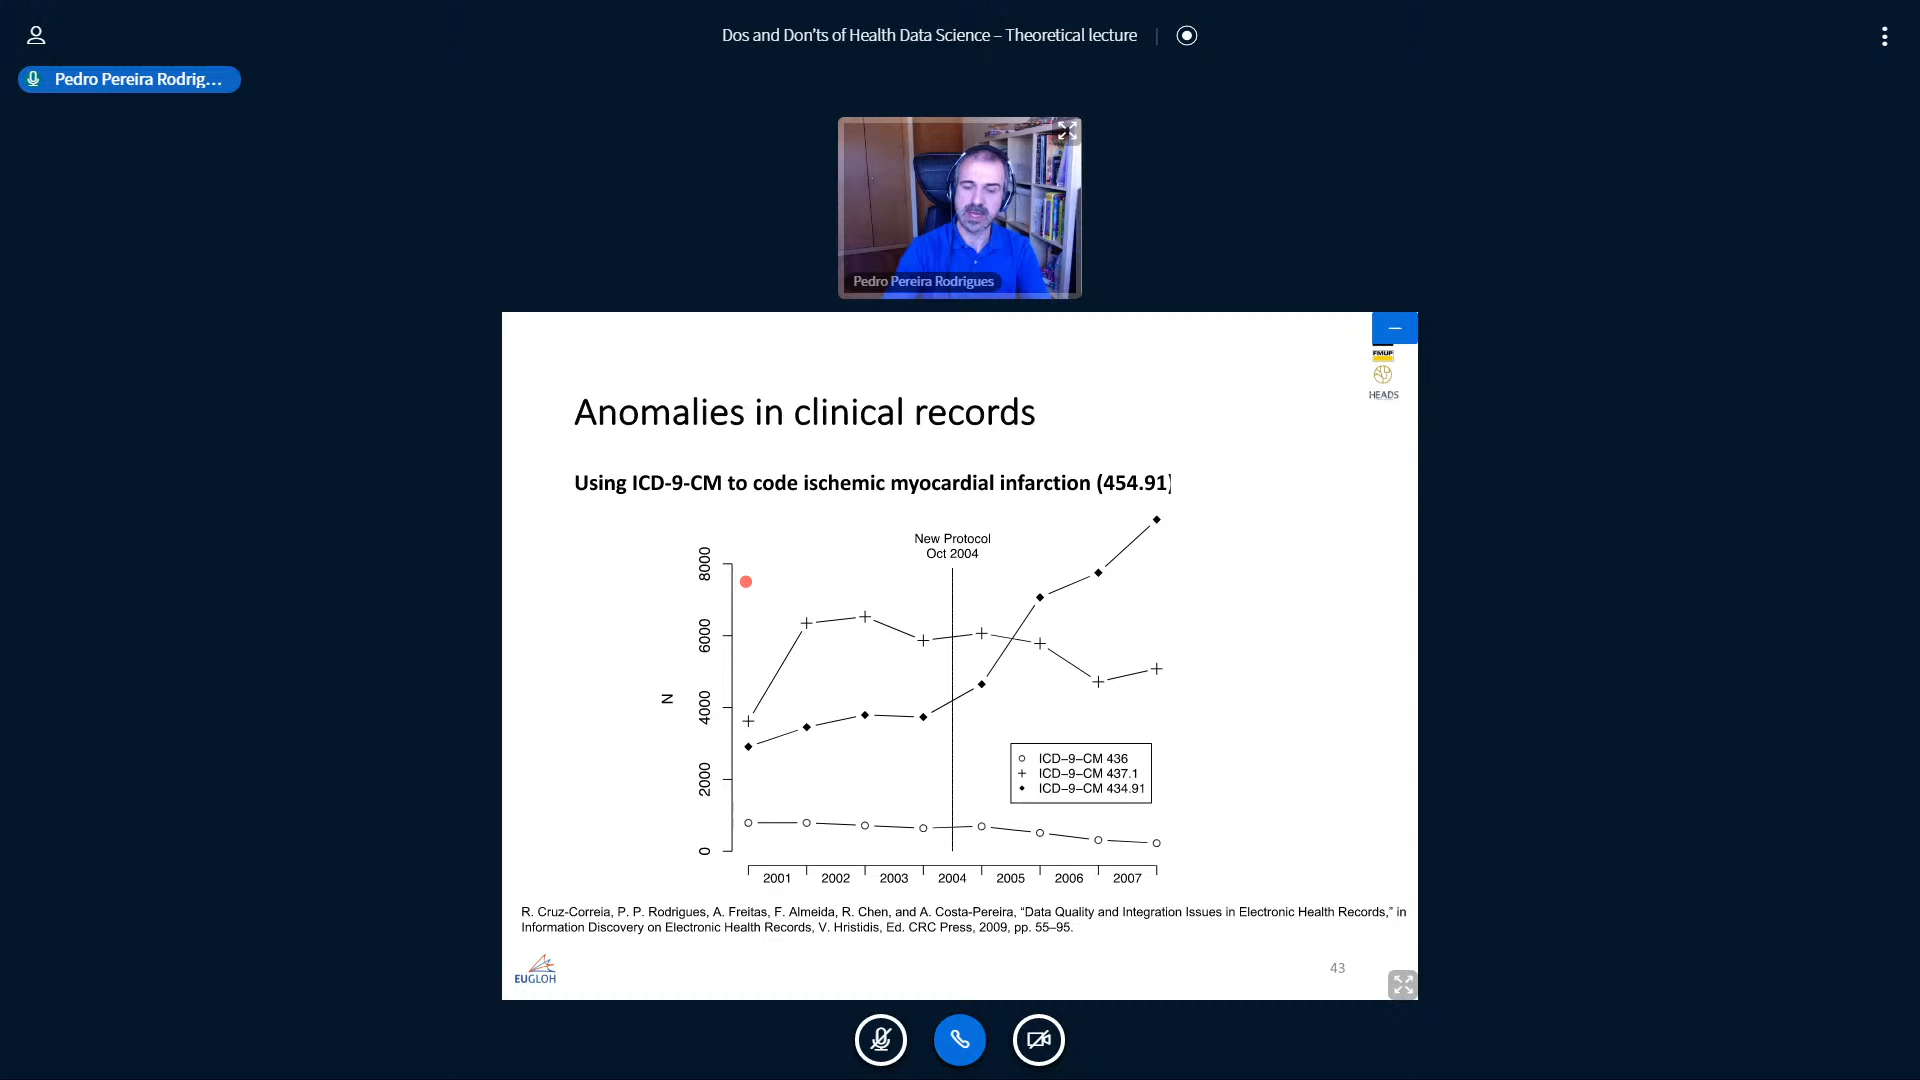 Dos and Don'ts of Health Data Science – Theoretical lecture
Pedro Pereira Rodrig...
Pedro Pereira Rodrigues
FMUP
HEADS
Anomalies in clinical records
Using ICD-9-CM to code ischemic myocardial infarction (454.91)
New Protocol
Oct 2004
8000
6000
4000
2000
0
N
ICD–9–CM 436
ICD–9–CM 437.1
ICD–9–CM 434.91
2001 2002 2003 2004 2005 2006 2007
R. Cruz-Correia, P. P. Rodrigues, A. Freitas, F. Almeida, R. Chen, and A. Costa-Pereira, “Data Quality and Integration Issues in Electronic Health Records,” in
Information Discovery on Electronic Health Records, V. Hristidis, Ed. CRC Press, 2009, pp. 55–95.
EUGLOH
43